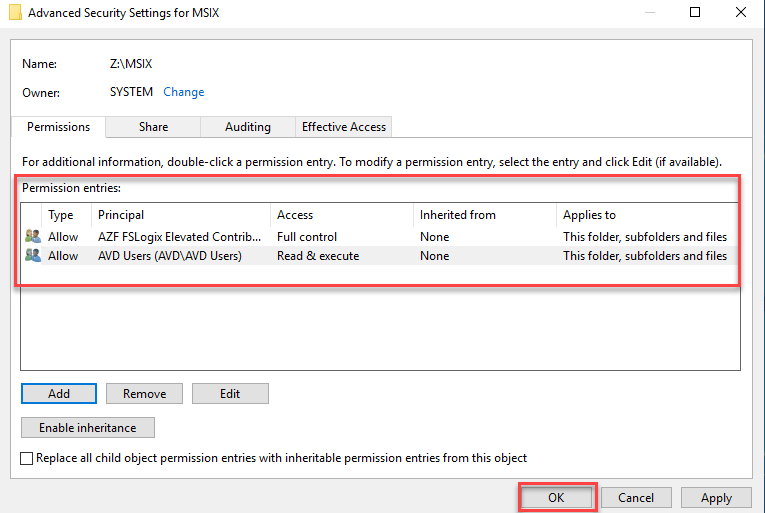 Advanced Security Settings for MSIX
Name: Z:\MSIX
Owner: SYSTEM Change
Permissions Share Auditing Effective Access
For additional information, double-click a permission entry. To modify a permission entry, select the entry and click Edit (if available).
Permission entries:
Type Principal Access Inherited from Applies to
Allow AZF FSLogix Elevated Contrib... Full control None This folder, subfolders and files
Allow AVD Users (AVD\AVD Users) Read & execute None This folder, subfolders and files
Add Remove Edit
Enable inheritance
Replace all child object permission entries with inheritable permission entries from this object
OK Cancel Apply